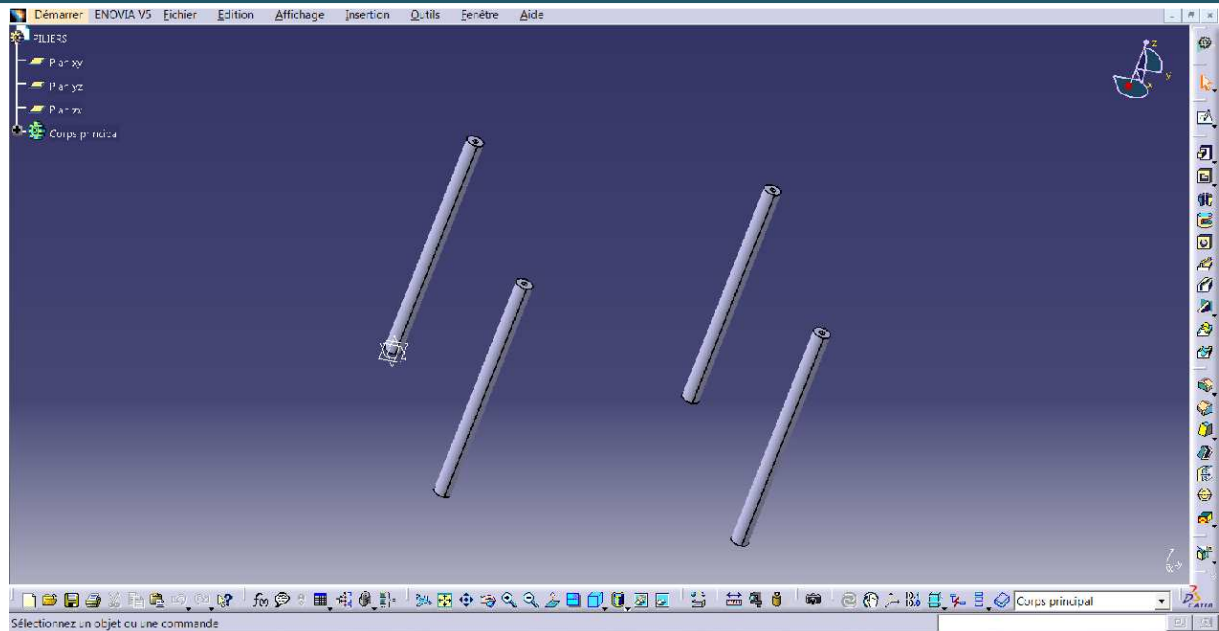 Démarrer ENOVIA V5 Fichier Edition Affichage Insertion Outils Fenêtre Aide
PILIERS
Plan xy
Plan yz
Plan zx
Corps principal
z
y
x
Corps principal
CATIA
Sélectionnez un objet ou une commande